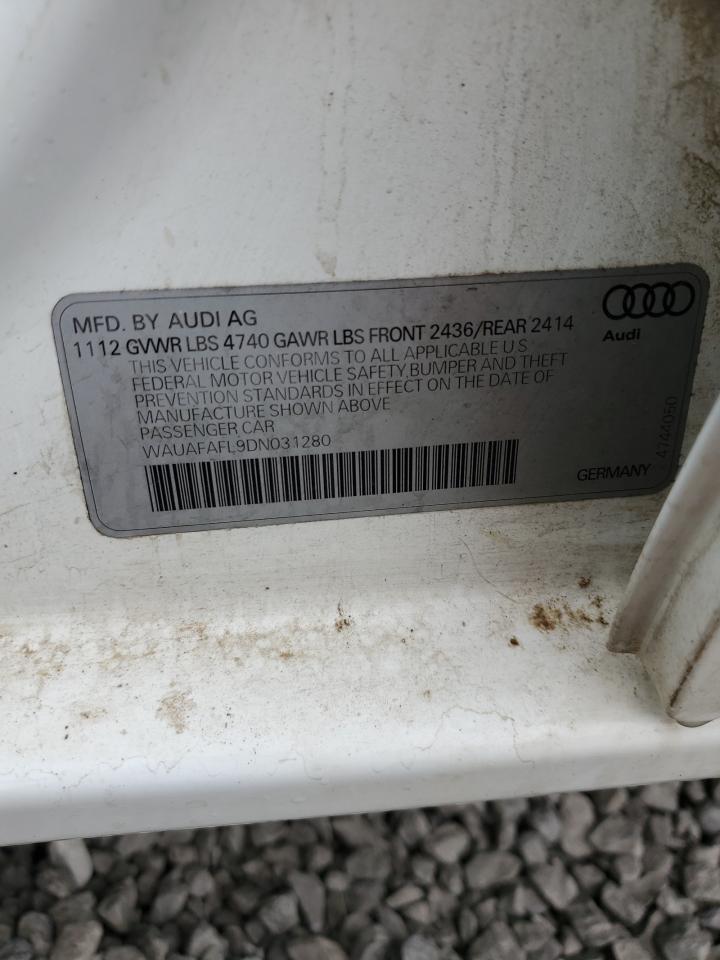 MFD. BY AUDI AG
1112 GVWR LBS 4740 GAWR LBS FRONT 2436/REAR 2414
THIS VEHICLE CONFORMS TO ALL APPLICABLE U S
FEDERAL MOTOR VEHICLE SAFETY,BUMPER AND THEFT
PREVENTION STANDARDS IN EFFECT ON THE DATE OF
MANUFACTURE SHOWN ABOVE
PASSENGER CAR
WAUAFAFL9DN031280
Audi
4744050
GERMANY